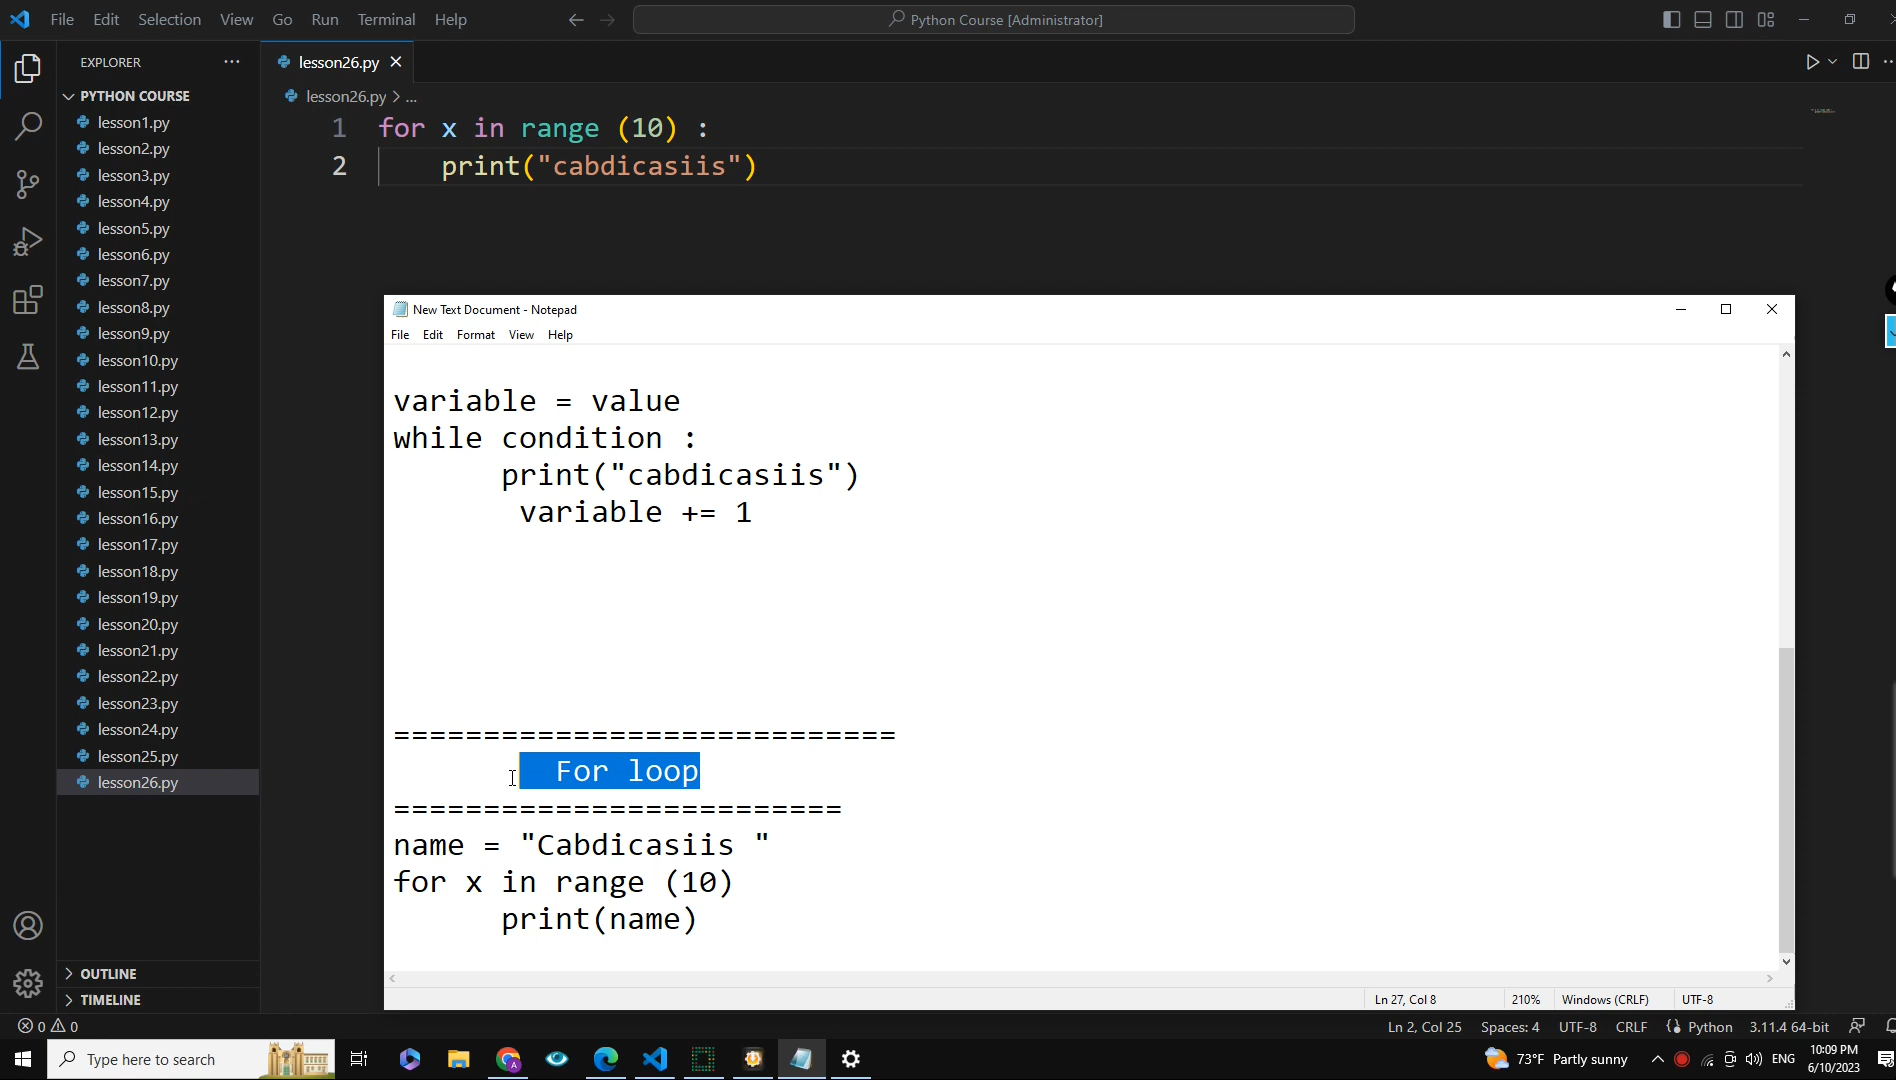 File Edit Selection View Go Run Terminal Help
Python Course [Administrator]
EXPLORER
lesson26.py
PYTHON COURSE
lesson26.py > ...
lesson1.py
lesson2.py
lesson3.py
lesson4.py
lesson5.py
lesson6.py
lesson7.py
lesson8.py
lesson9.py
lesson10.py
lesson11.py
lesson12.py
lesson13.py
lesson14.py
lesson15.py
lesson16.py
lesson17.py
lesson18.py
lesson19.py
lesson20.py
lesson21.py
lesson22.py
lesson23.py
lesson24.py
lesson25.py
lesson26.py
OUTLINE
TIMELINE
1 for x in range (10) :
2 print("cabdicasiis")
New Text Document - Notepad
File Edit Format View Help
variable = value
while condition :
print("cabdicasiis")
variable += 1
============================
For loop
=========================
name = "Cabdicasiis "
for x in range (10)
print(name)
Ln 27, Col 8 210% Windows (CRLF) UTF-8
0 0 Ln 2, Col 25 Spaces: 4 UTF-8 CRLF Python 3.11.4 64-bit
Type here to search
73°F Partly sunny
ENG
10:09 PM
6/10/2023